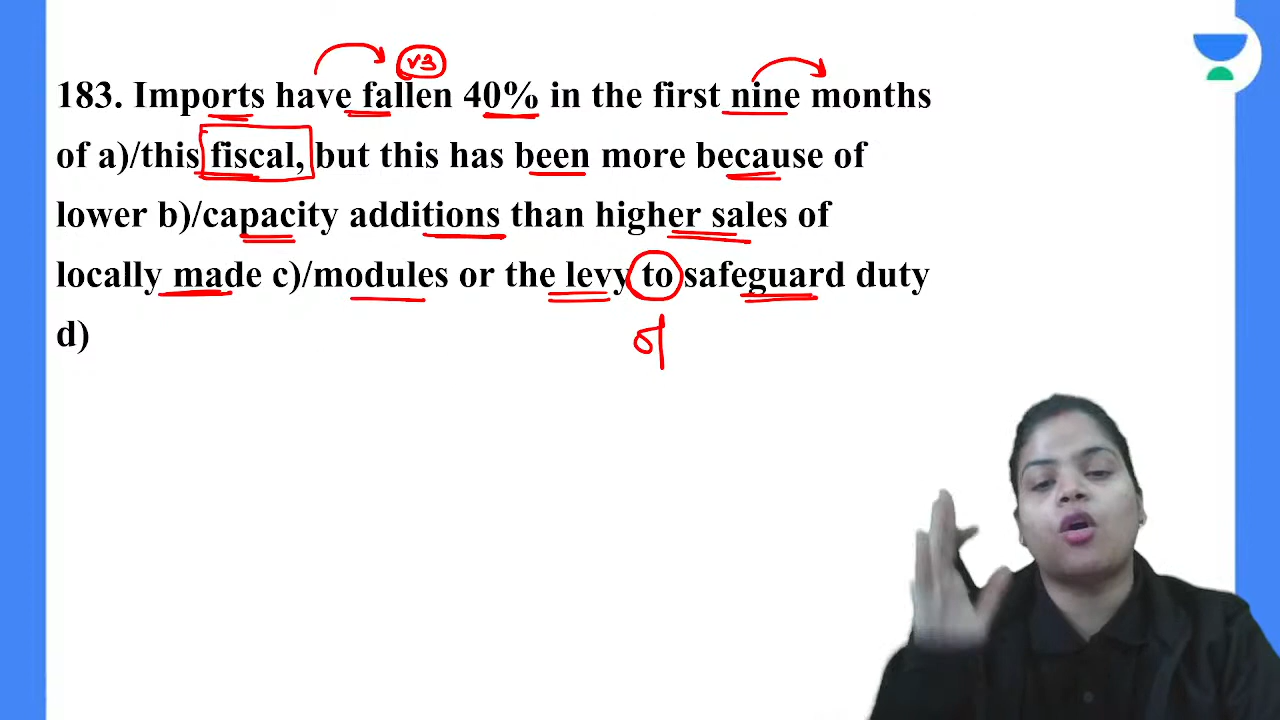 v3
183. Imports have fallen 40% in the first nine months
of a)/this fiscal, but this has been more because of
lower b)/capacity additions than higher sales of
locally made c)/modules or the levy to safeguard duty
of
d)